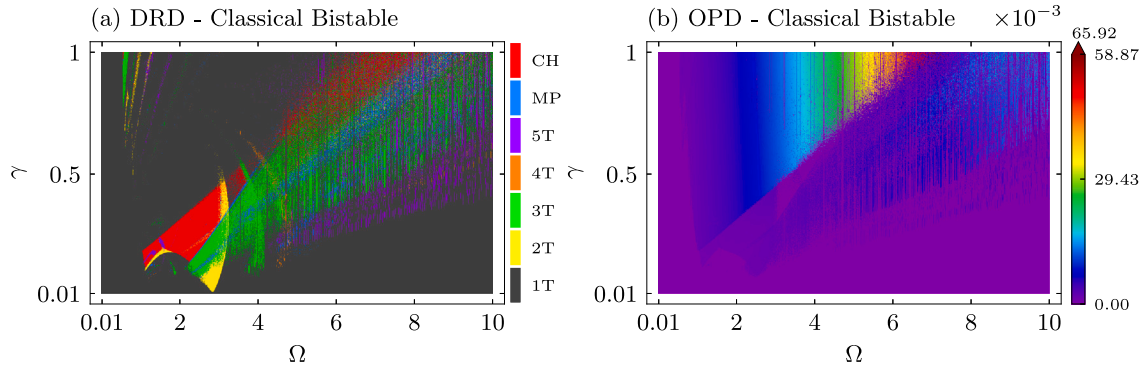 (a) DRD - Classical Bistable
γ
1
0.5
0.01
0.01 2 4 6 8 10
Ω
CH
MP
5T
4T
3T
2T
1T
(b) OPD - Classical Bistable ×10⁻³
γ
1
0.5
0.01
0.01 2 4 6 8 10
Ω
65.92
58.87
29.43
0.00